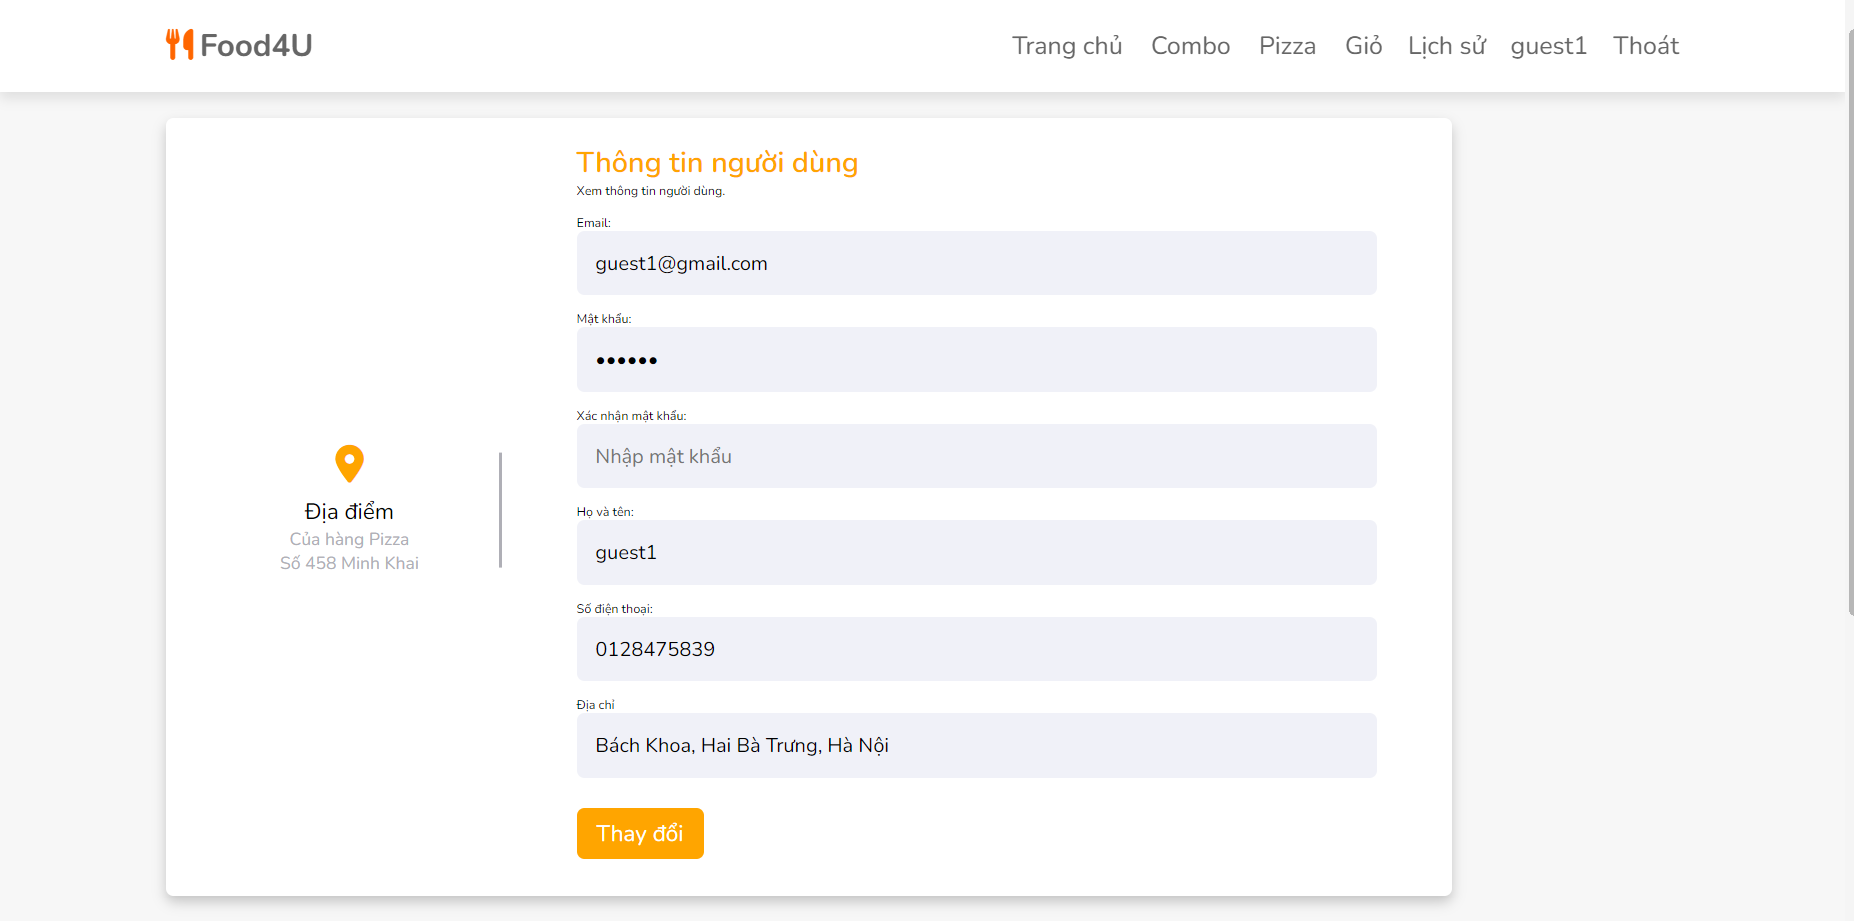 Food4U
Trang chủ Combo Pizza Giỏ Lịch sử guest1 Thoát
Thông tin người dùng
Xem thông tin người dùng.
Email:
guest1@gmail.com
Mật khẩu:
••••••
Xác nhận mật khẩu:
Nhập mật khẩu
Họ và tên:
guest1
Số điện thoại:
0128475839
Địa chỉ
Bách Khoa, Hai Bà Trưng, Hà Nội
Thay đổi
Địa điểm
Của hàng Pizza
Số 458 Minh Khai